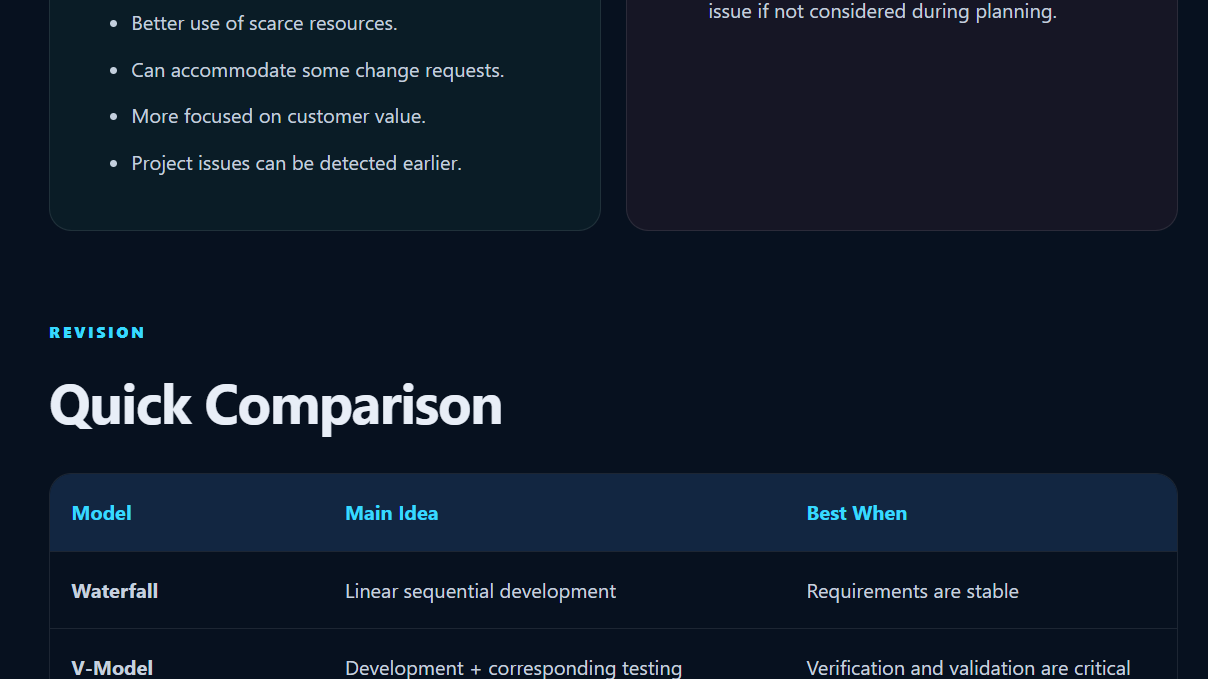 • Better use of scarce resources.
• Can accommodate some change requests.
• More focused on customer value.
• Project issues can be detected earlier.
issue if not considered during planning.
REVISION
Quick Comparison
Model Main Idea Best When
Waterfall Linear sequential development Requirements are stable
V-Model Development + corresponding testing Verification and validation are critical